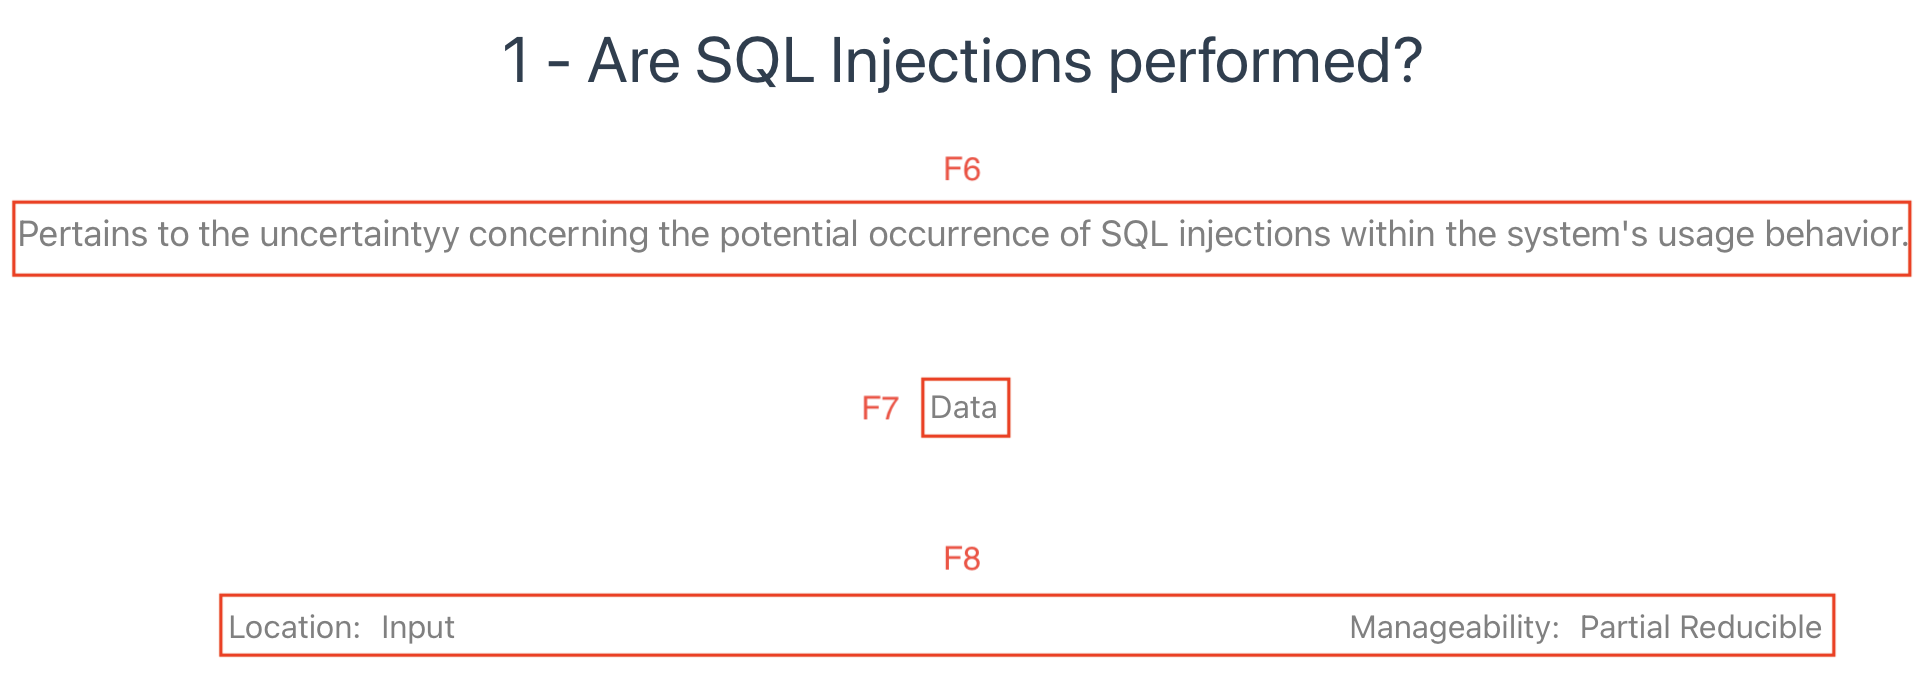 1 - Are SQL Injections performed?
F6
Pertains to the uncertaintyy concerning the potential occurrence of SQL injections within the system's usage behavior.
F7 Data
F8
Location: Input Manageability: Partial Reducible